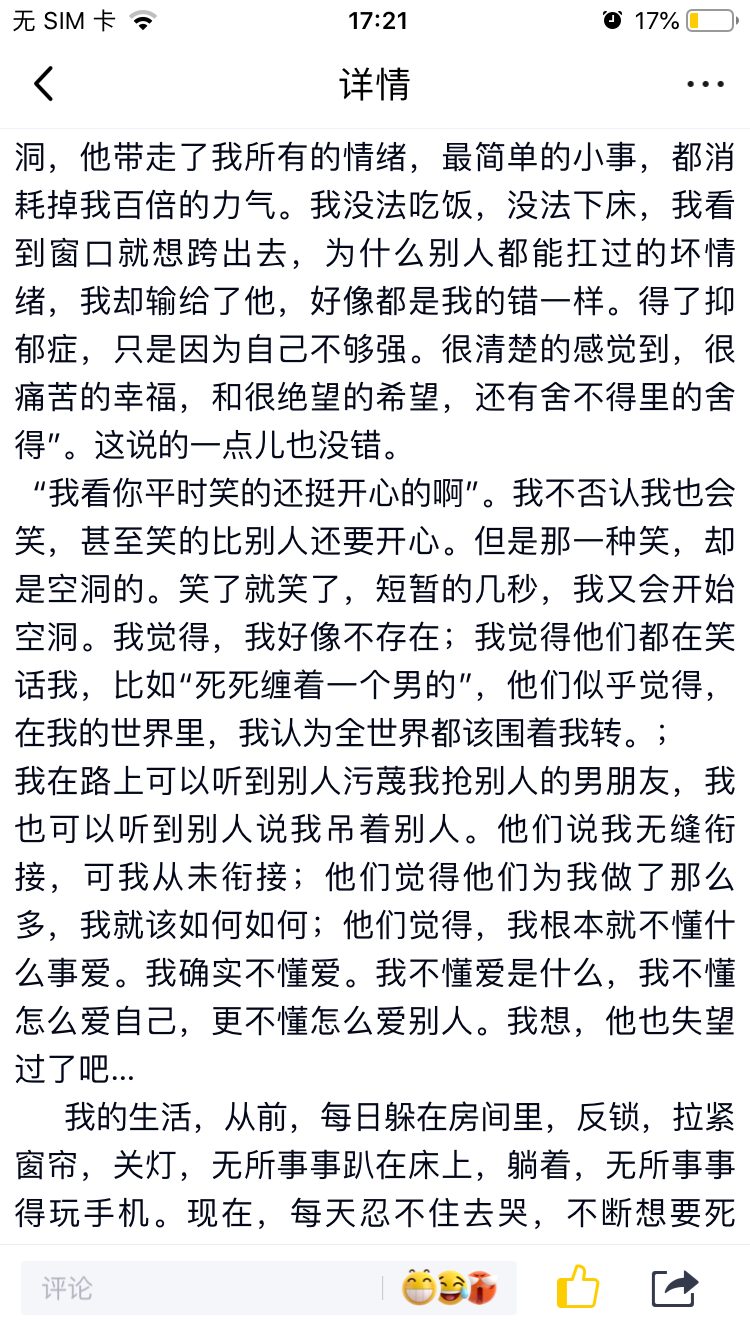 无 SIM 卡
17:21
17%
详情
洞，他带走了我所有的情绪，最简单的小事，都消
耗掉我百倍的力气。我没法吃饭，没法下床，我看
到窗口就想跨出去，为什么别人都能扛过的坏情
绪，我却输给了他，好像都是我的错一样。得了抑
郁症，只是因为自己不够强。很清楚的感觉到，很
痛苦的幸福，和很绝望的希望，还有舍不得里的舍
得”。这说的一点儿也没错。
“我看你平时笑的还挺开心的啊”。我不否认我也会
笑，甚至笑的比别人还要开心。但是那一种笑，却
是空洞的。笑了就笑了，短暂的几秒，我又会开始
空洞。我觉得，我好像不存在；我觉得他们都在笑
话我，比如“死死缠着一个男的”，他们似乎觉得，
在我的世界里，我认为全世界都该围着我转。；
我在路上可以听到别人污蔑我抢别人的男朋友，我
也可以听到别人说我吊着别人。他们说我无缝衔
接，可我从未衔接；他们觉得他们为我做了那么
多，我就该如何如何；他们觉得，我根本就不懂什
么事爱。我确实不懂爱。我不懂爱是什么，我不懂
怎么爱自己，更不懂怎么爱别人。我想，他也失望
过了吧...
我的生活，从前，每日躲在房间里，反锁，拉紧
窗帘，关灯，无所事事趴在床上，躺着，无所事事
得玩手机。现在，每天忍不住去哭，不断想要死
评论